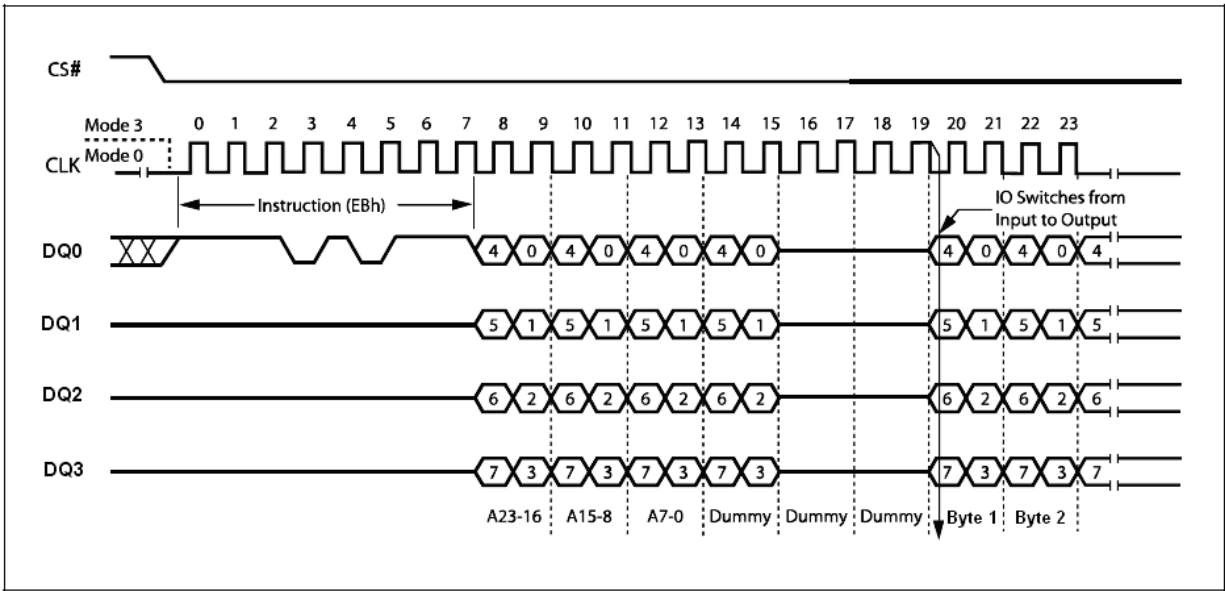 CS#
Mode 3
0 1 2 3 4 5 6 7 8 9 10 11 12 13 14 15 16 17 18 19 20 21 22 23
CLK
Mode 0
Instruction (EBh)
IO Switches from
Input to Output
DQ0
4 0 4 0 4 0 4 0 4 0 4 0 4
DQ1
5 1 5 1 5 1 5 1 5 1 5 1 5
DQ2
6 2 6 2 6 2 6 2 6 2 6 2 6
DQ3
7 3 7 3 7 3 7 3 7 3 7 3 7
A23-16 A15-8 A7-0 Dummy Dummy Dummy Byte 1 Byte 2